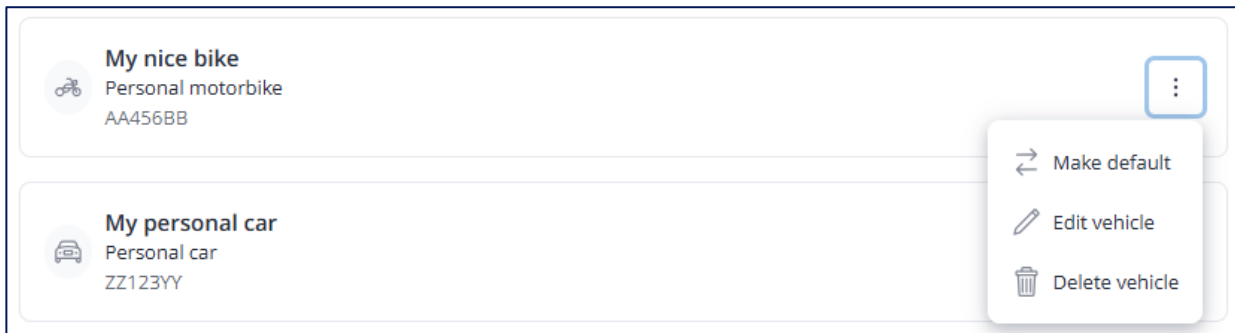 My nice bike
Personal motorbike
AA456BB
Make default
My personal car
Edit vehicle
Personal car
ZZ123YY
Delete vehicle